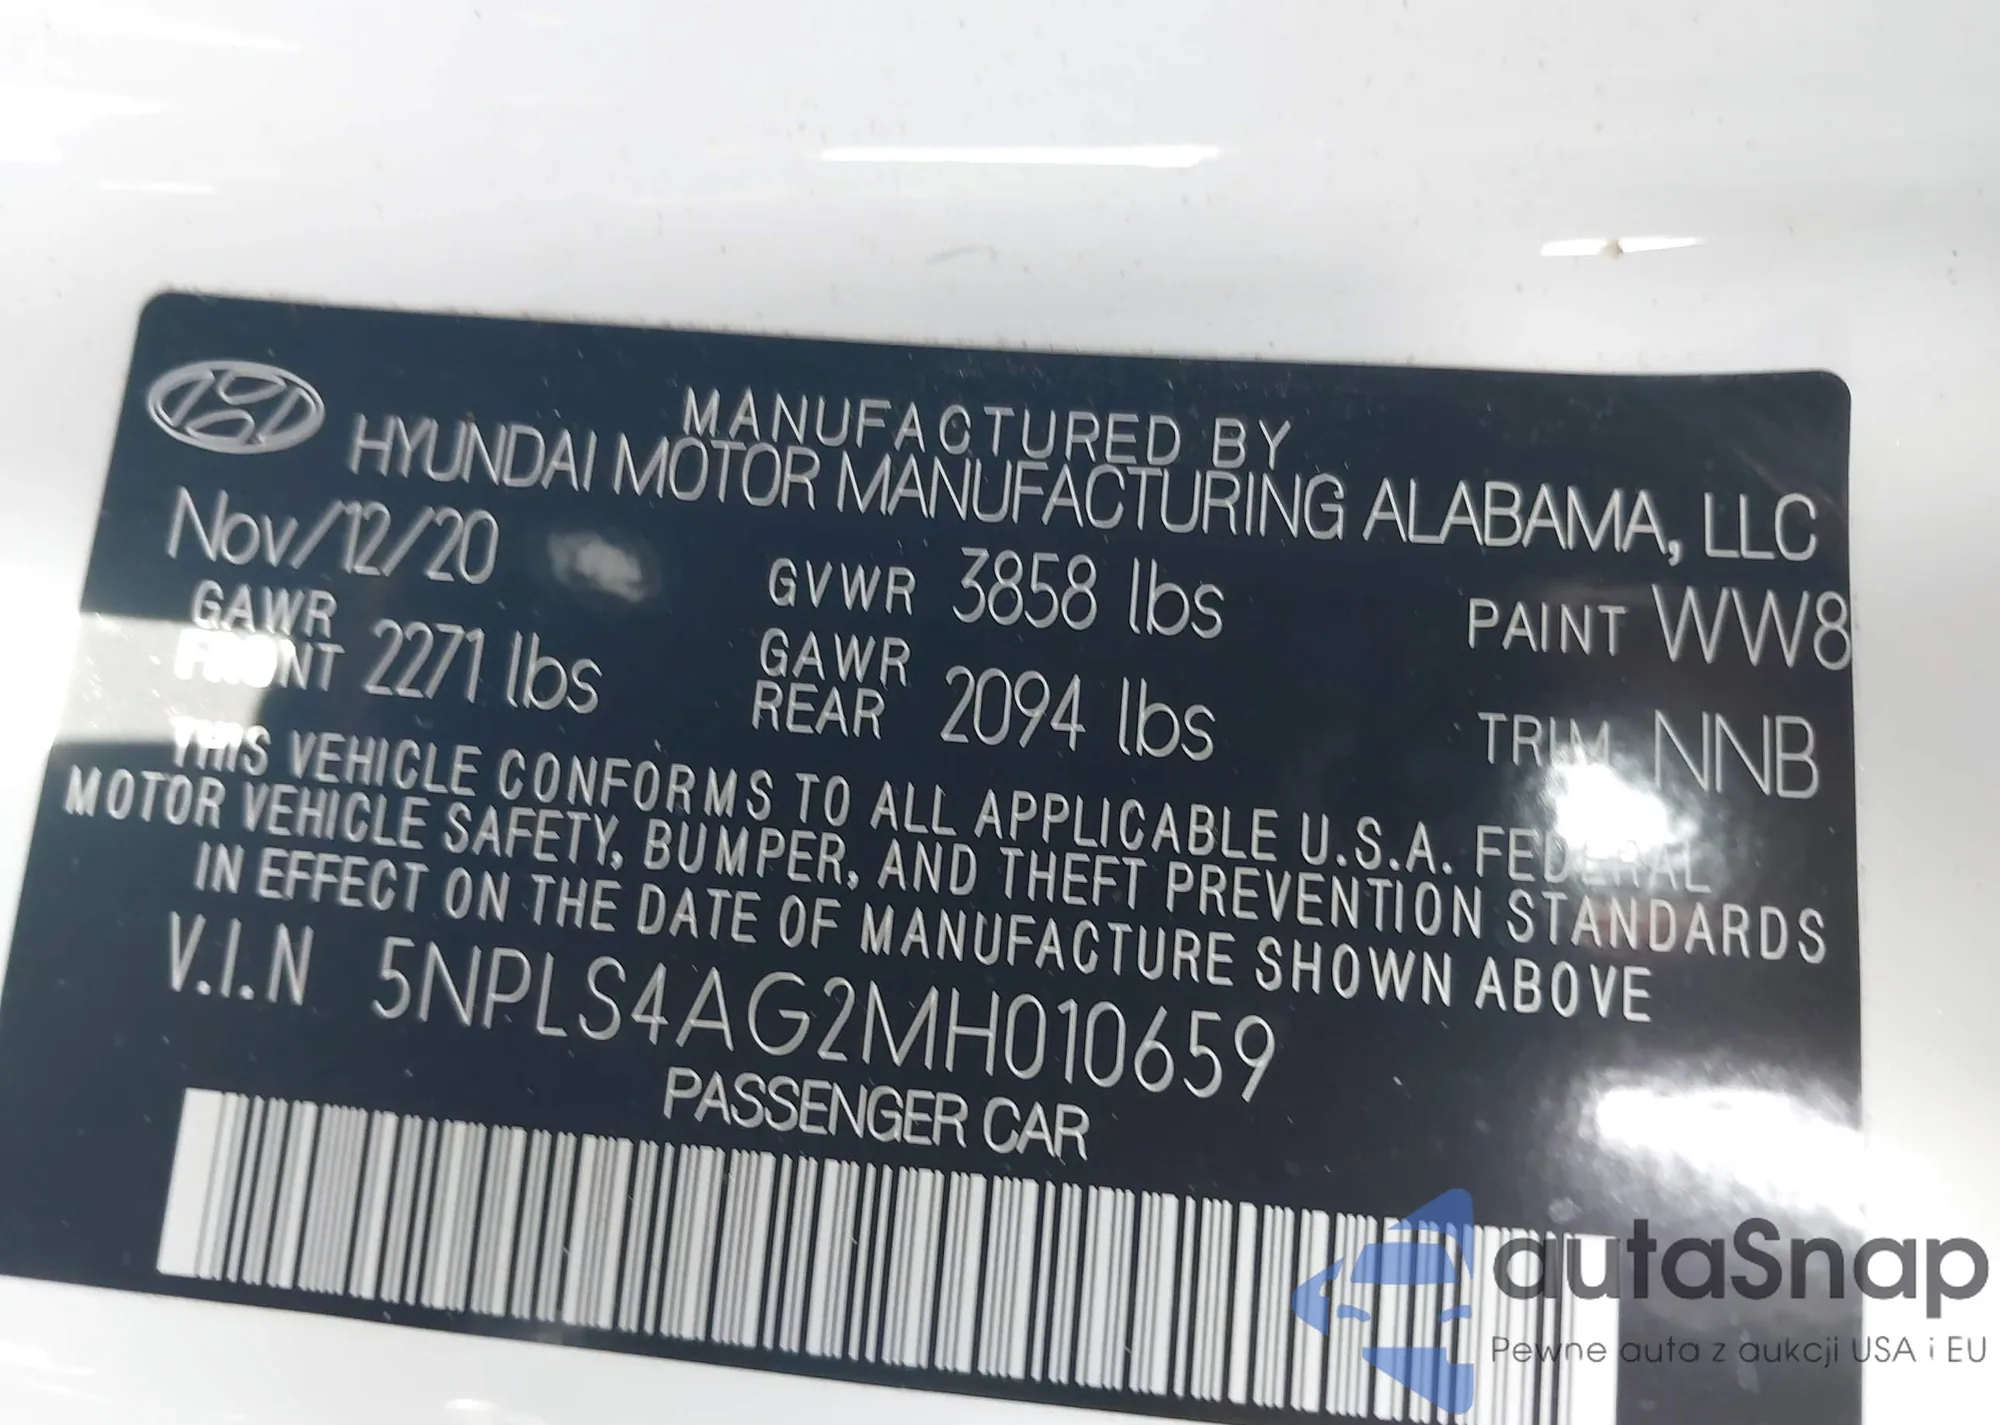 MANUFACTURED BY
HYUNDAI MOTOR MANUFACTURING ALABAMA, LLC
Nov/12/20 GVWR 3858 lbs PAINT WW8
GAWR FRONT 2271 lbs GAWR REAR 2094 lbs TRIM NNB
THIS VEHICLE CONFORMS TO ALL APPLICABLE U.S.A. FEDERAL
MOTOR VEHICLE SAFETY, BUMPER, AND THEFT PREVENTION STANDARDS
IN EFFECT ON THE DATE OF MANUFACTURE SHOWN ABOVE
V.I.N 5NPLS4AG2MH010659
PASSENGER CAR
autaSnap
Pewne auta z aukcji USA i EU